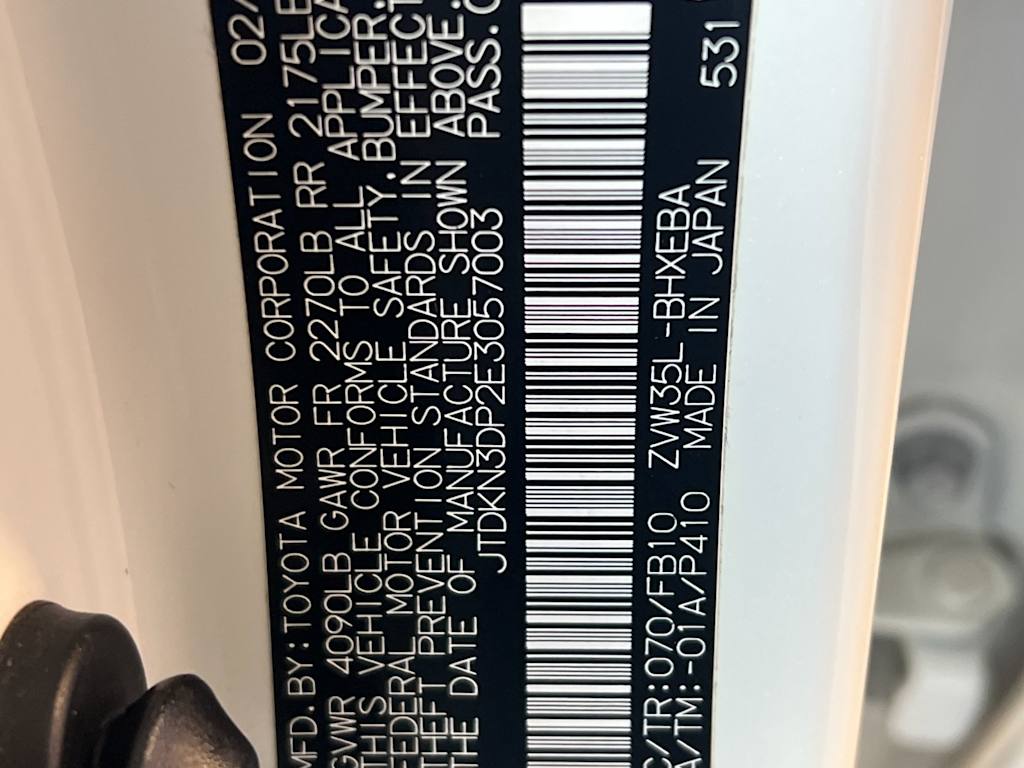 MFD.BY:TOYOTA MOTOR CORPORATION 02/
GVWR 4090LB GAWR FR 2270LB RR 2175LB
THIS VEHICLE CONFORMS TO ALL APPLICA
FEDERAL MOTOR VEHICLE SAFETY,BUMPER,
THEFT PREVENTION STANDARDS IN EFFECT
THE DATE OF MANUFACTURE SHOWN ABOVE.
JTDKN3DP2E3057003 PASS.C
C/TR:070/FB10 ZVW35L-BHXEBA
A/TM:-01A/P410 MADE IN JAPAN 531